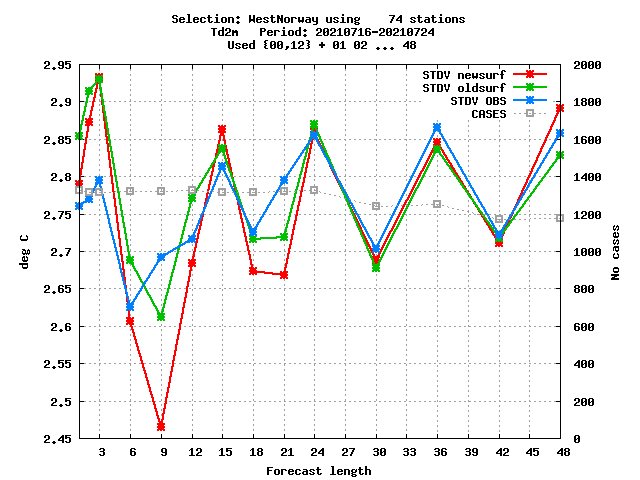 Selection: WestNorway using    74 stations
Td2m   Period: 20210716-20210724
Used {00,12} + 01 02 ... 48
STDV newsurf
STDV oldsurf
STDV OBS
CASES
2.95
2.9
2.85
2.8
2.75
2.7
2.65
2.6
2.55
2.5
2.45
deg C
2000
1800
1600
1400
1200
1000
800
600
400
200
0
No cases
3 6 9 12 15 18 21 24 27 30 33 36 39 42 45 48
Forecast length